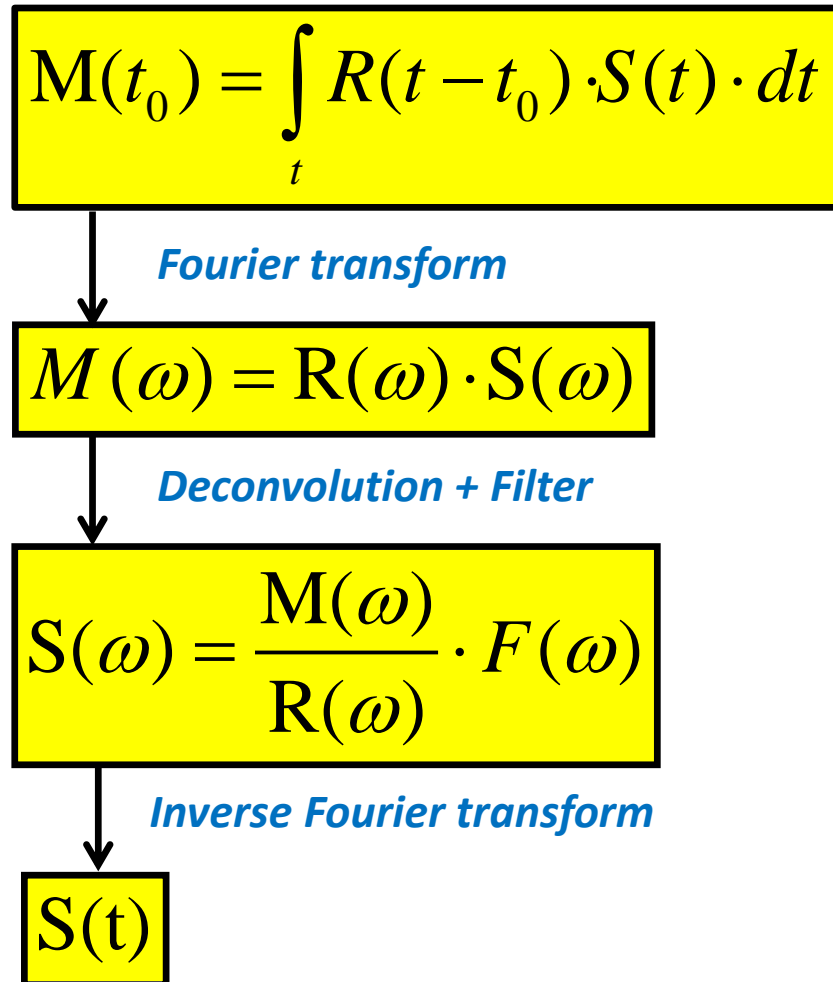 M(t₀) = ∫ₜ R(t − t₀) · S(t) · dt
Fourier transform
M(ω) = R(ω) · S(ω)
Deconvolution + Filter
S(ω) = M(ω)/R(ω) · F(ω)
Inverse Fourier transform
S(t)